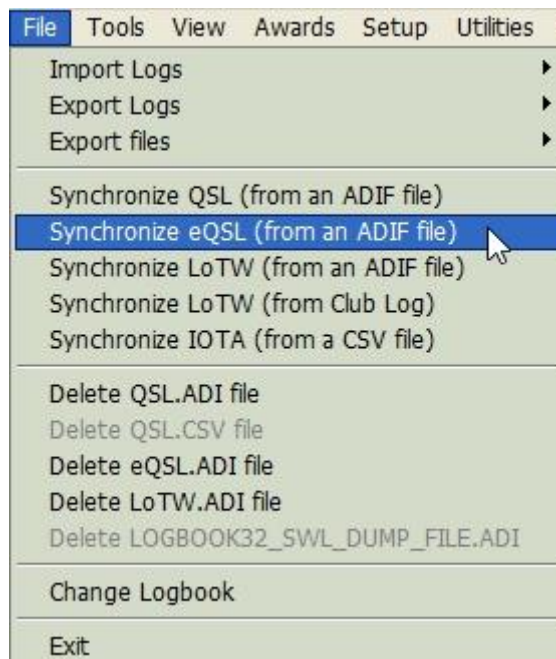 File Tools View Awards Setup Utilities
Import Logs
Export Logs
Export files
Synchronize QSL (from an ADIF file)
Synchronize eQSL (from an ADIF file)
Synchronize LoTW (from an ADIF file)
Synchronize LoTW (from Club Log)
Synchronize IOTA (from a CSV file)
Delete QSL.ADI file
Delete QSL.CSV file
Delete eQSL.ADI file
Delete LoTW.ADI file
Delete LOGBOOK32_SWL_DUMP_FILE.ADI
Change Logbook
Exit